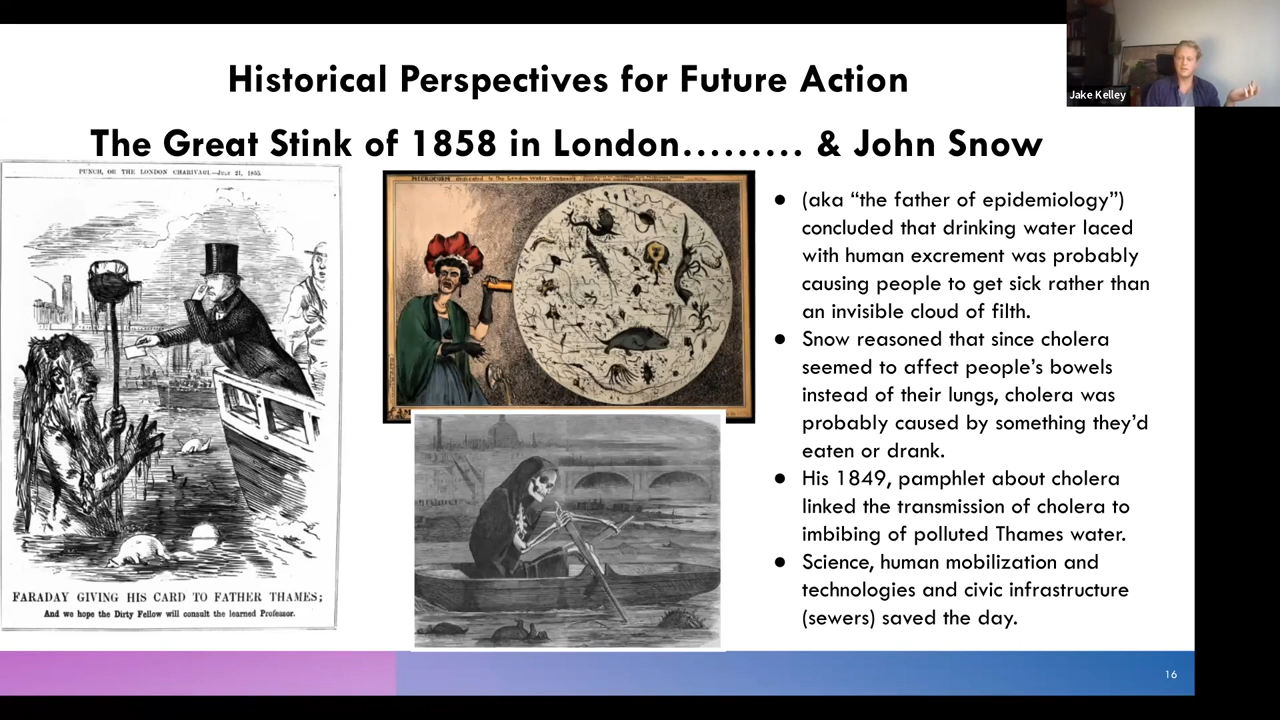 Historical Perspectives for Future Action
Jake Kelley
The Great Stink of 1858 in London……… & John Snow
PUNCH, OR THE LONDON CHARIVARI.—JULY 21, 1855.
FARADAY GIVING HIS CARD TO FATHER THAMES;
And we hope the Dirty Fellow will consult the learned Professor.
● (aka “the father of epidemiology”)
concluded that drinking water laced
with human excrement was probably
causing people to get sick rather than
an invisible cloud of filth.
● Snow reasoned that since cholera
seemed to affect people’s bowels
instead of their lungs, cholera was
probably caused by something they’d
eaten or drank.
● His 1849, pamphlet about cholera
linked the transmission of cholera to
imbibing of polluted Thames water.
● Science, human mobilization and
technologies and civic infrastructure
(sewers) saved the day.
16